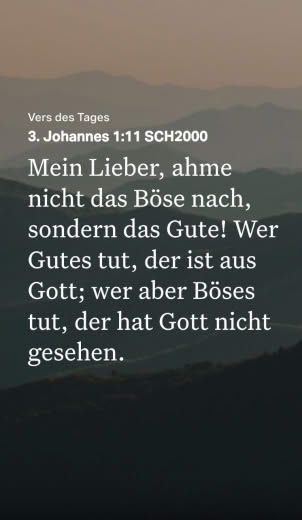 Vers des Tages
3. Johannes 1:11 SCH2000
Mein Lieber, ahme
nicht das Böse nach,
sondern das Gute! Wer
Gutes tut, der ist aus
Gott; wer aber Böses
tut, der hat Gott nicht
gesehen.